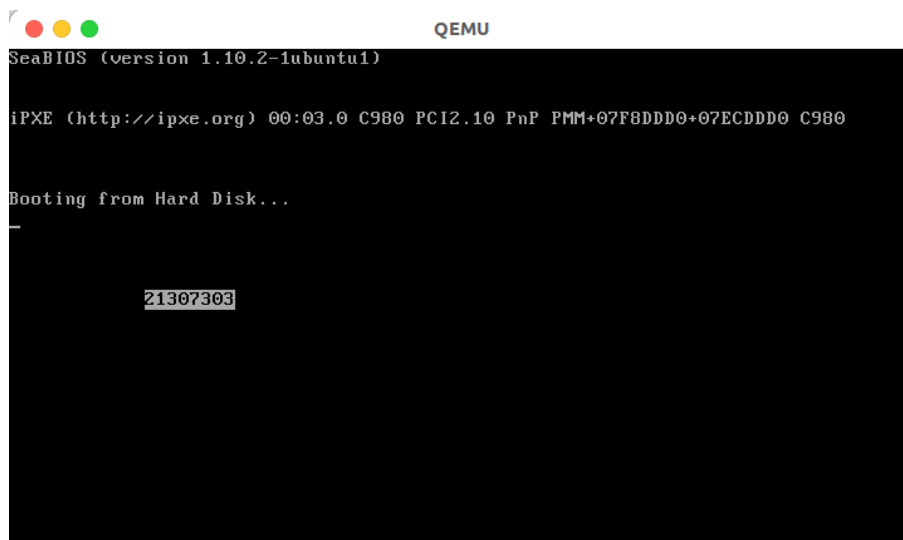 QEMU
SeaBIOS (version 1.10.2-1ubuntu1)
iPXE (http://ipxe.org) 00:03.0 C980 PCI2.10 PnP PMM+07F8DDD0+07ECDDD0 C980
Booting from Hard Disk...
21307303